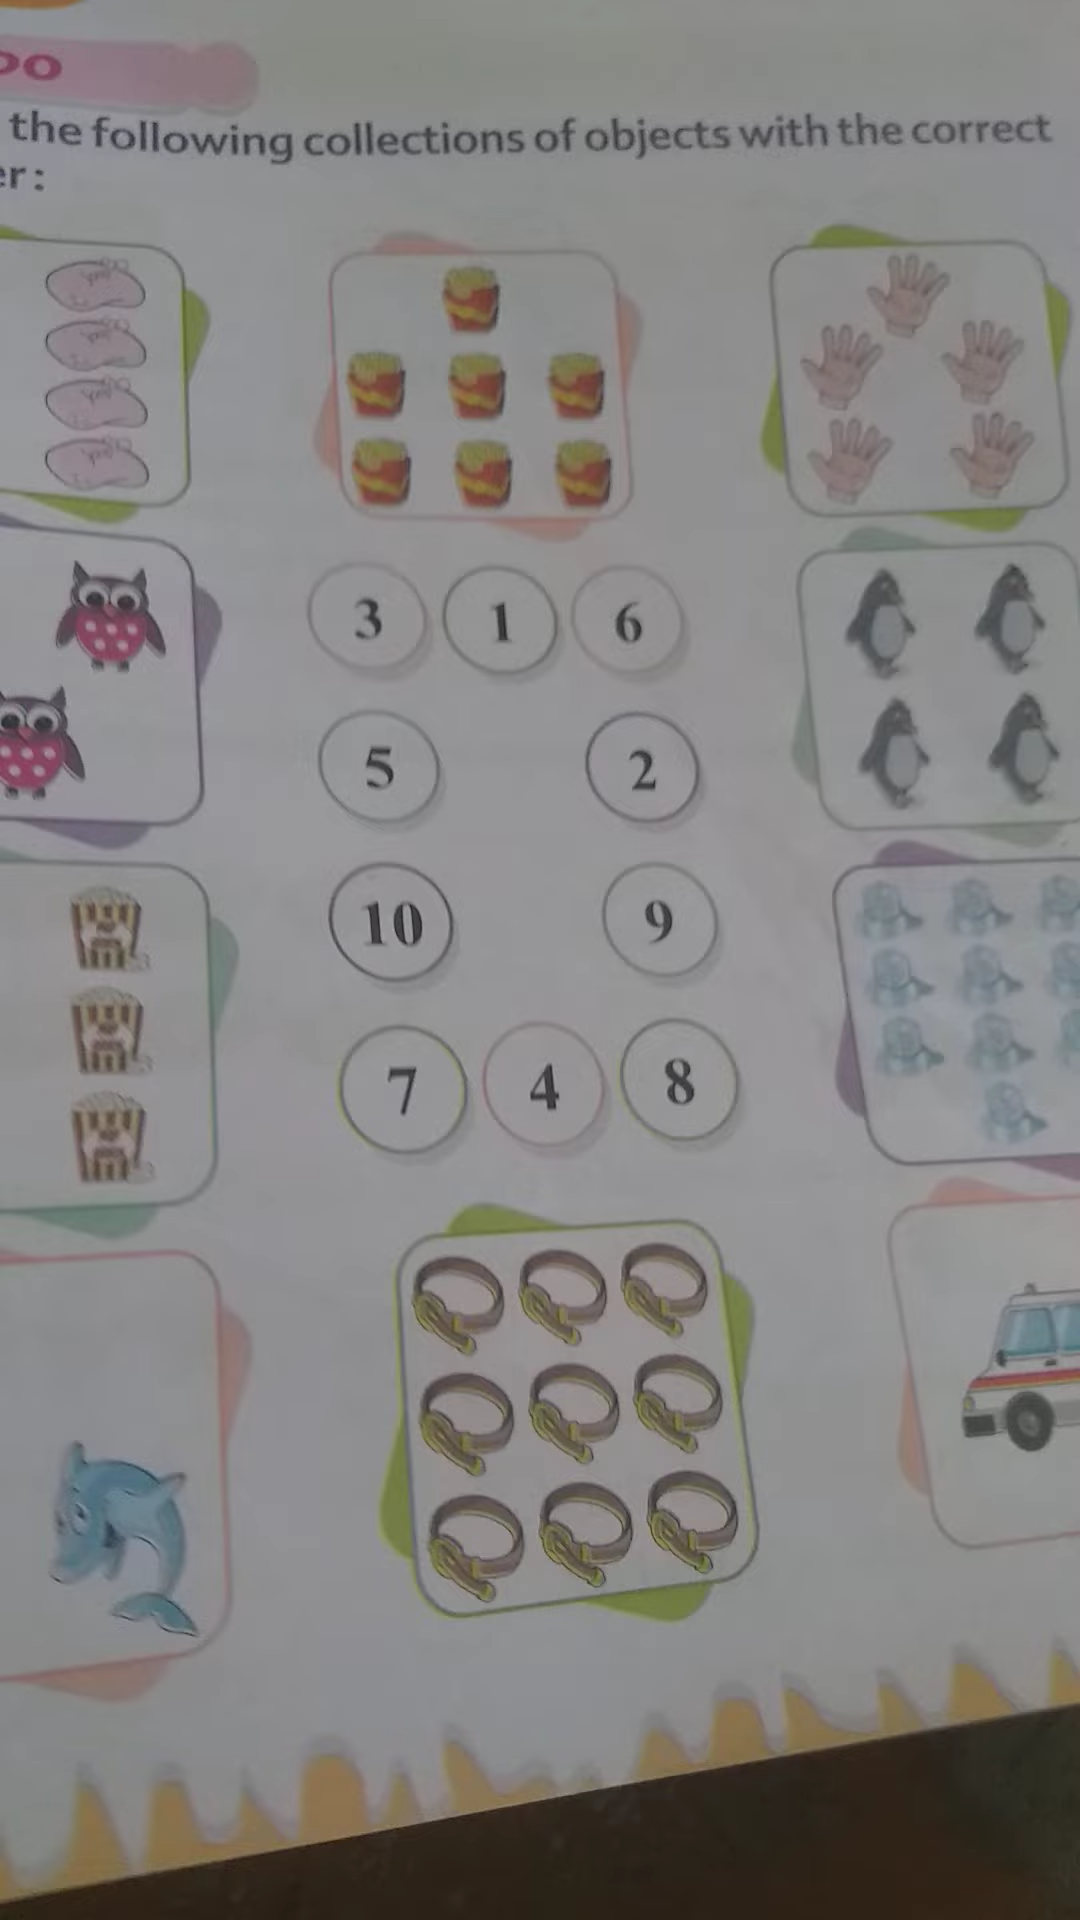 DO
the following collections of objects with the correct
er:
3 1 6
5 2
10 9
7 4 8